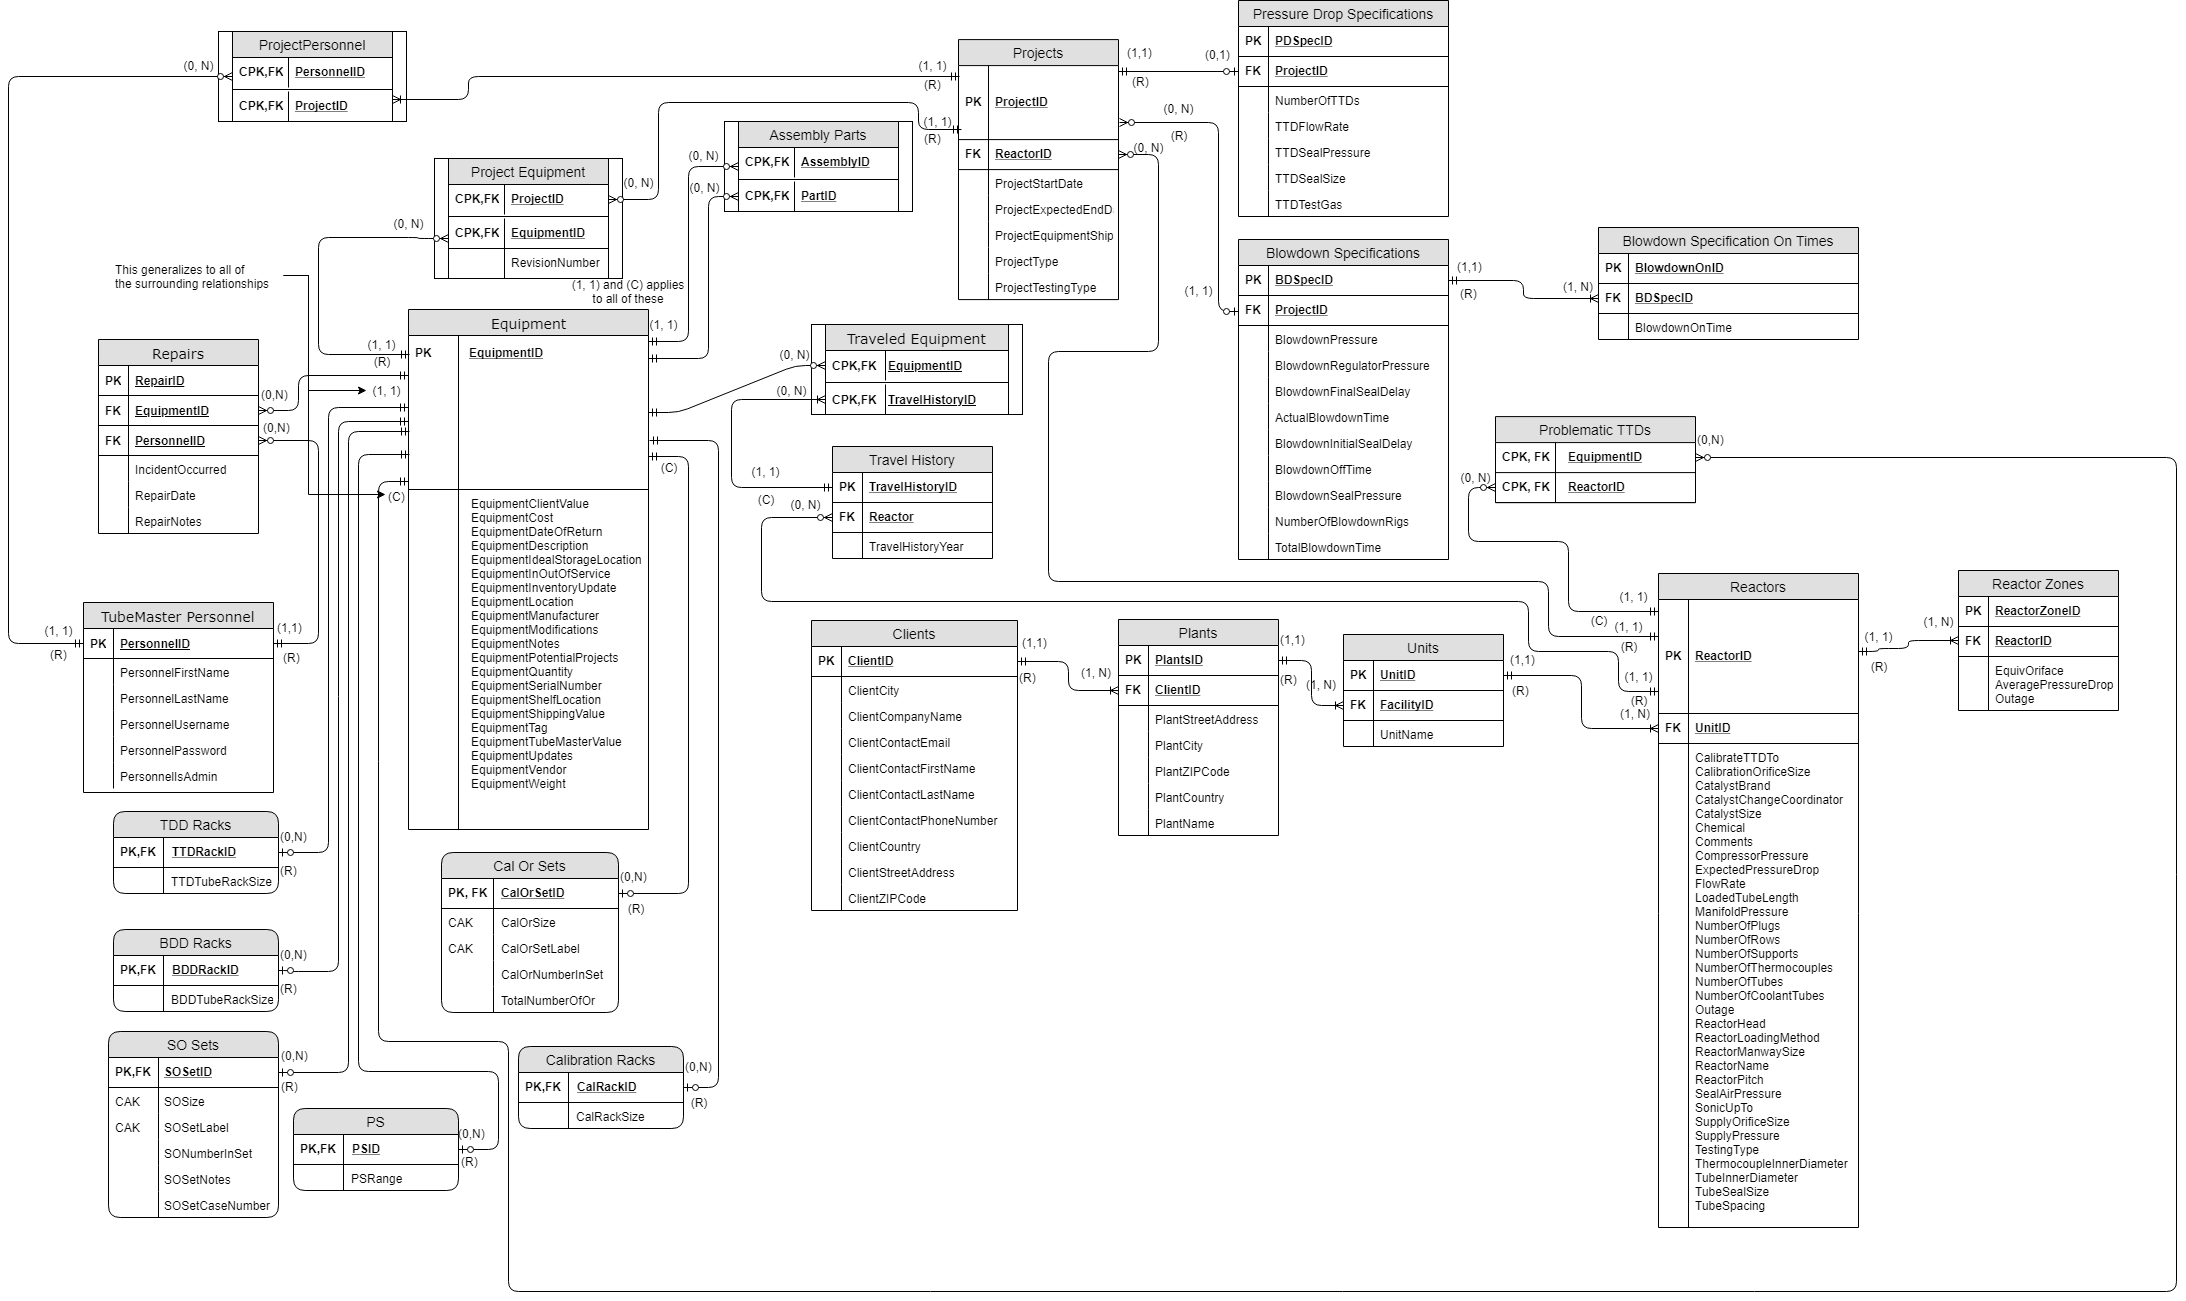 ProjectPersonnel
CPK,FK PersonnelID
CPK,FK ProjectID
(0, N)
(1, 1)
(R)
Projects
PK ProjectID
FK ReactorID
ProjectStartDate
ProjectExpectedEndD
ProjectEquipmentShip
ProjectType
ProjectTestingType
(1, 1)
(R)
(1,1)
(R)
(0,1)
(0, N)
(R)
(0, N)
(1, 1)
Pressure Drop Specifications
PK PDSpecID
FK ProjectID
NumberOfTTDs
TTDFlowRate
TTDSealPressure
TTDSealSize
TTDTestGas
Assembly Parts
CPK,FK AssemblyID
CPK,FK PartID
(0, N)
(0, N)
Project Equipment
CPK,FK ProjectID
CPK,FK EquipmentID
RevisionNumber
(0, N)
(0, N)
This generalizes to all of
the surrounding relationships
(1, 1) and (C) applies
to all of these
Blowdown Specifications
PK BDSpecID
FK ProjectID
BlowdownPressure
BlowdownRegulatorPressure
BlowdownFinalSealDelay
ActualBlowdownTime
BlowdownInitialSealDelay
BlowdownOffTime
BlowdownSealPressure
NumberOfBlowdownRigs
TotalBlowdownTime
(1,1)
(R)
(1, N)
Blowdown Specification On Times
PK BlowdownOnID
FK BDSpecID
BlowdownOnTime
Equipment
PK EquipmentID
EquipmentClientValue
EquipmentCost
EquipmentDateOfReturn
EquipmentDescription
EquipmentIdealStorageLocation
EquipmentInOutOfService
EquipmentInventoryUpdate
EquipmentLocation
EquipmentManufacturer
EquipmentModifications
EquipmentNotes
EquipmentPotentialProjects
EquipmentQuantity
EquipmentSerialNumber
EquipmentShelfLocation
EquipmentShippingValue
EquipmentTag
EquipmentTubeMasterValue
EquipmentUpdates
EquipmentVendor
EquipmentWeight
(1, 1)
(R)
(1, 1)
(C)
(1, 1)
(C)
Repairs
PK RepairID
FK EquipmentID
FK PersonnelID
IncidentOccurred
RepairDate
RepairNotes
(0,N)
(0,N)
Traveled Equipment
CPK,FK EquipmentID
CPK,FK TravelHistoryID
(0, N)
(0, N)
Travel History
PK TravelHistoryID
FK Reactor
TravelHistoryYear
(1, 1)
(C)
(0, N)
Problematic TTDs
CPK, FK EquipmentID
CPK, FK ReactorID
(0,N)
(0, N)
TubeMaster Personnel
PK PersonnelID
PersonnelFirstName
PersonnelLastName
PersonnelUsername
PersonnelPassword
PersonnelIsAdmin
(1, 1)
(R)
(1,1)
(R)
Clients
PK ClientID
ClientCity
ClientCompanyName
ClientContactEmail
ClientContactFirstName
ClientContactLastName
ClientContactPhoneNumber
ClientCountry
ClientStreetAddress
ClientZIPCode
(1,1)
(R)
(1, N)
Plants
PK PlantsID
FK ClientID
PlantStreetAddress
PlantCity
PlantZIPCode
PlantCountry
PlantName
(1,1)
(R)
(1, N)
Units
PK UnitID
FK FacilityID
UnitName
(1,1)
(R)
Reactors
PK ReactorID
FK UnitID
CalibrateTTDTo
CalibrationOrificeSize
CatalystBrand
CatalystChangeCoordinator
CatalystSize
Chemical
Comments
CompressorPressure
ExpectedPressureDrop
FlowRate
LoadedTubeLength
ManifoldPressure
NumberOfPlugs
NumberOfRows
NumberOfSupports
NumberOfThermocouples
NumberOfTubes
NumberOfCoolantTubes
Outage
ReactorHead
ReactorLoadingMethod
ReactorManwaySize
ReactorName
ReactorPitch
SealAirPressure
SonicUpTo
SupplyOrificeSize
SupplyPressure
TestingType
ThermocoupleInnerDiameter
TubeInnerDiameter
TubeSealSize
TubeSpacing
(1, 1)
(C)
(1, 1)
(R)
(1, 1)
(R)
(1, N)
(1, 1)
(R)
(1, N)
Reactor Zones
PK ReactorZoneID
FK ReactorID
EquivOriface
AveragePressureDrop
Outage
TDD Racks
PK,FK TTDRackID
TTDTubeRackSize
(0,N)
(R)
BDD Racks
PK,FK BDDRackID
BDDTubeRackSize
(0,N)
(R)
SO Sets
PK,FK SOSetID
CAK SOSize
CAK SOSetLabel
SONumberInSet
SOSetNotes
SOSetCaseNumber
(0,N)
(R)
PS
PK,FK PSID
PSRange
(0,N)
(R)
Cal Or Sets
PK, FK CalOrSetID
CAK CalOrSize
CAK CalOrSetLabel
CalOrNumberInSet
TotalNumberOfOr
(0,N)
(R)
Calibration Racks
PK,FK CalRackID
CalRackSize
(0,N)
(R)